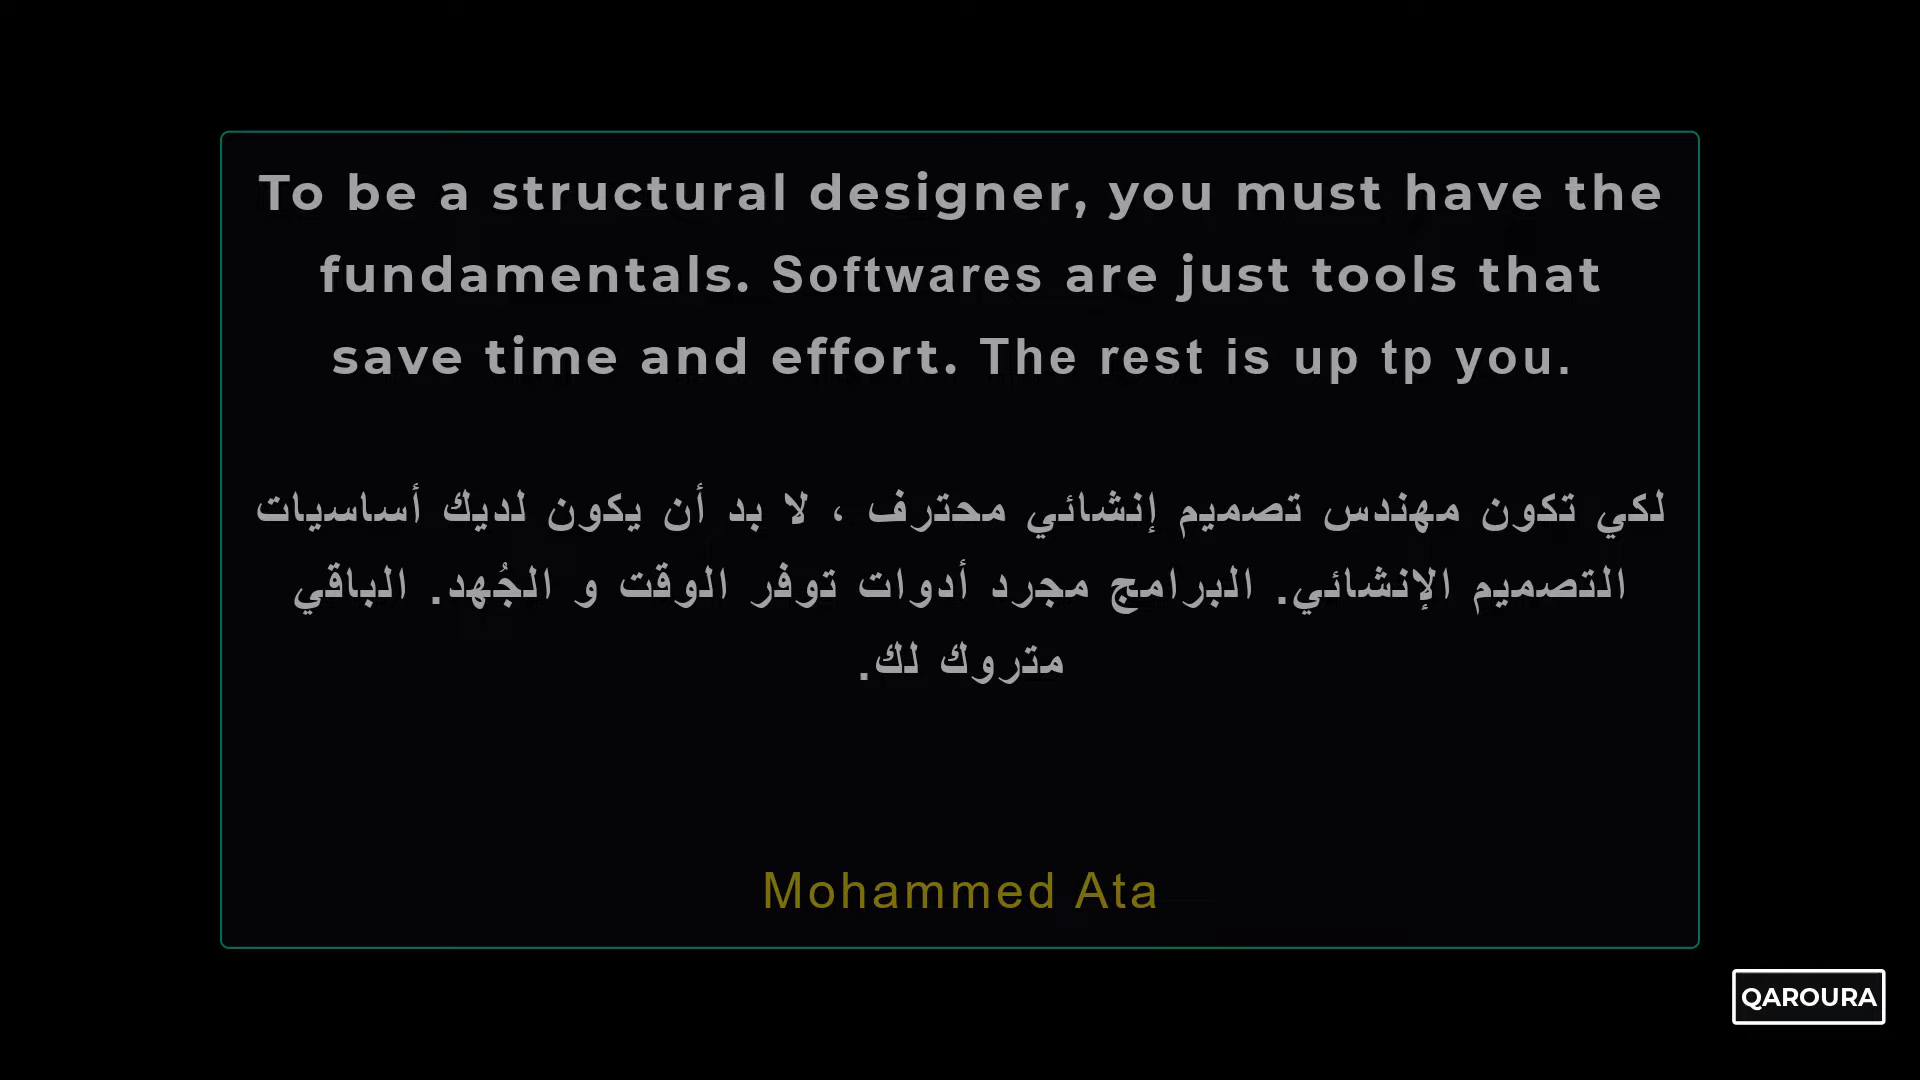 To be a structural designer, you must have the
fundamentals. Softwares are just tools that
save time and effort. The rest is up tp you.
لكي تكون مهندس تصميم إنشائي محترف ، لا بد أن يكون لديك أساسيات
التصميم الإنشائي. البرامج مجرد أدوات توفر الوقت و الجُهد. الباقي
متروك لك.
Mohammed Ata
QAROURA